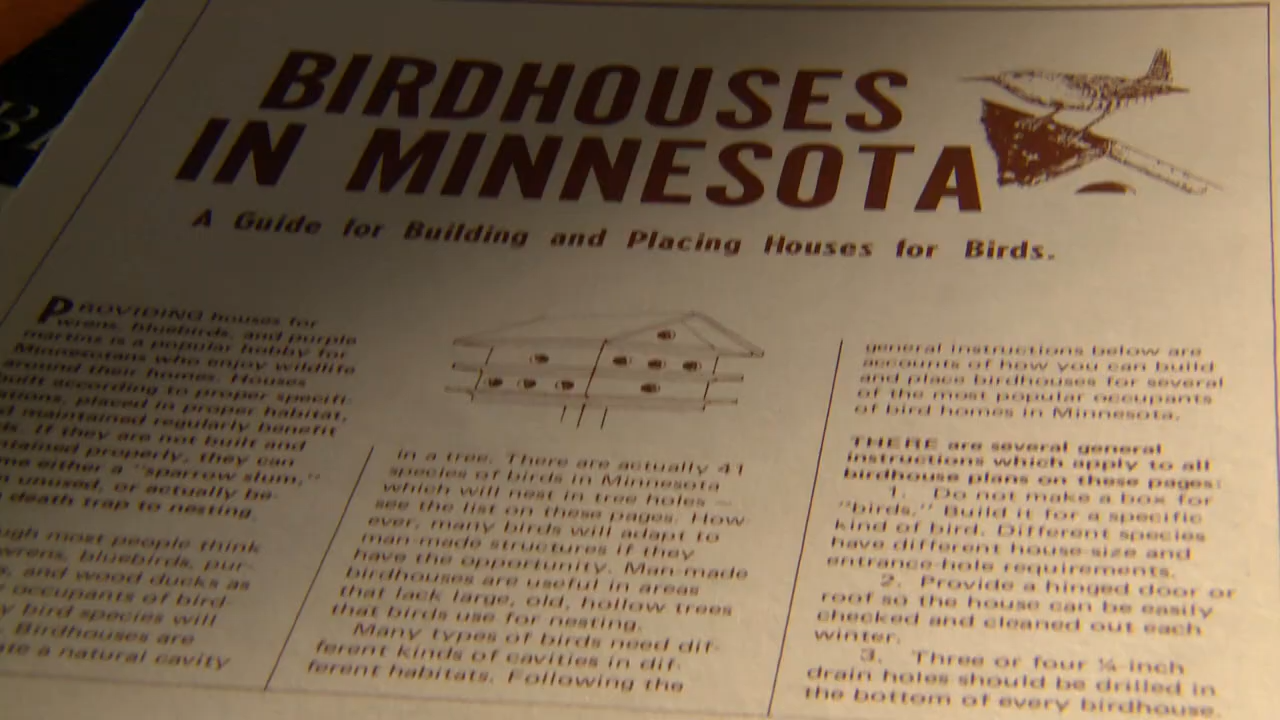 BIRDHOUSES
IN MINNESOTA
A Guide for Building and Placing Houses for Birds.
PROVIDING houses for
wrens, bluebirds, and purple
martins is a popular hobby for
Minnesotans who enjoy wildlife
around their homes. Houses
built according to proper specifi-
ations, placed in proper habitat,
d maintained regularly benefit
ds. If they are not built and
ntained properly, they can
me either a "sparrow slum,"
n unused, or actually be-
death trap to nesting.
ugh most people think
wrens, bluebirds, pur-
s, and wood ducks as
occupants of bird-
y bird species will
. Birdhouses are
ate a natural cavity
in a tree. There are actually 41
species of birds in Minnesota
which will nest in tree holes —
see the list on these pages. How-
ever, many birds will adapt to
man-made structures if they
have the opportunity. Man-made
birdhouses are useful in areas
that lack large, old, hollow trees
that birds use for nesting.
Many types of birds need dif-
ferent kinds of cavities in dif-
ferent habitats. Following the
general instructions below are
accounts of how you can build
and place birdhouses for several
of the most popular occupants
of bird homes in Minnesota.
THERE are several general
instructions which apply to all
birdhouse plans on these pages:
1. Do not make a box for
"birds." Build it for a specific
kind of bird. Different species
have different house-size and
entrance-hole requirements.
2. Provide a hinged door or
roof so the house can be easily
checked and cleaned out each
winter.
3. Three or four ¼-inch
drain holes should be drilled in
the bottom of every birdhouse.